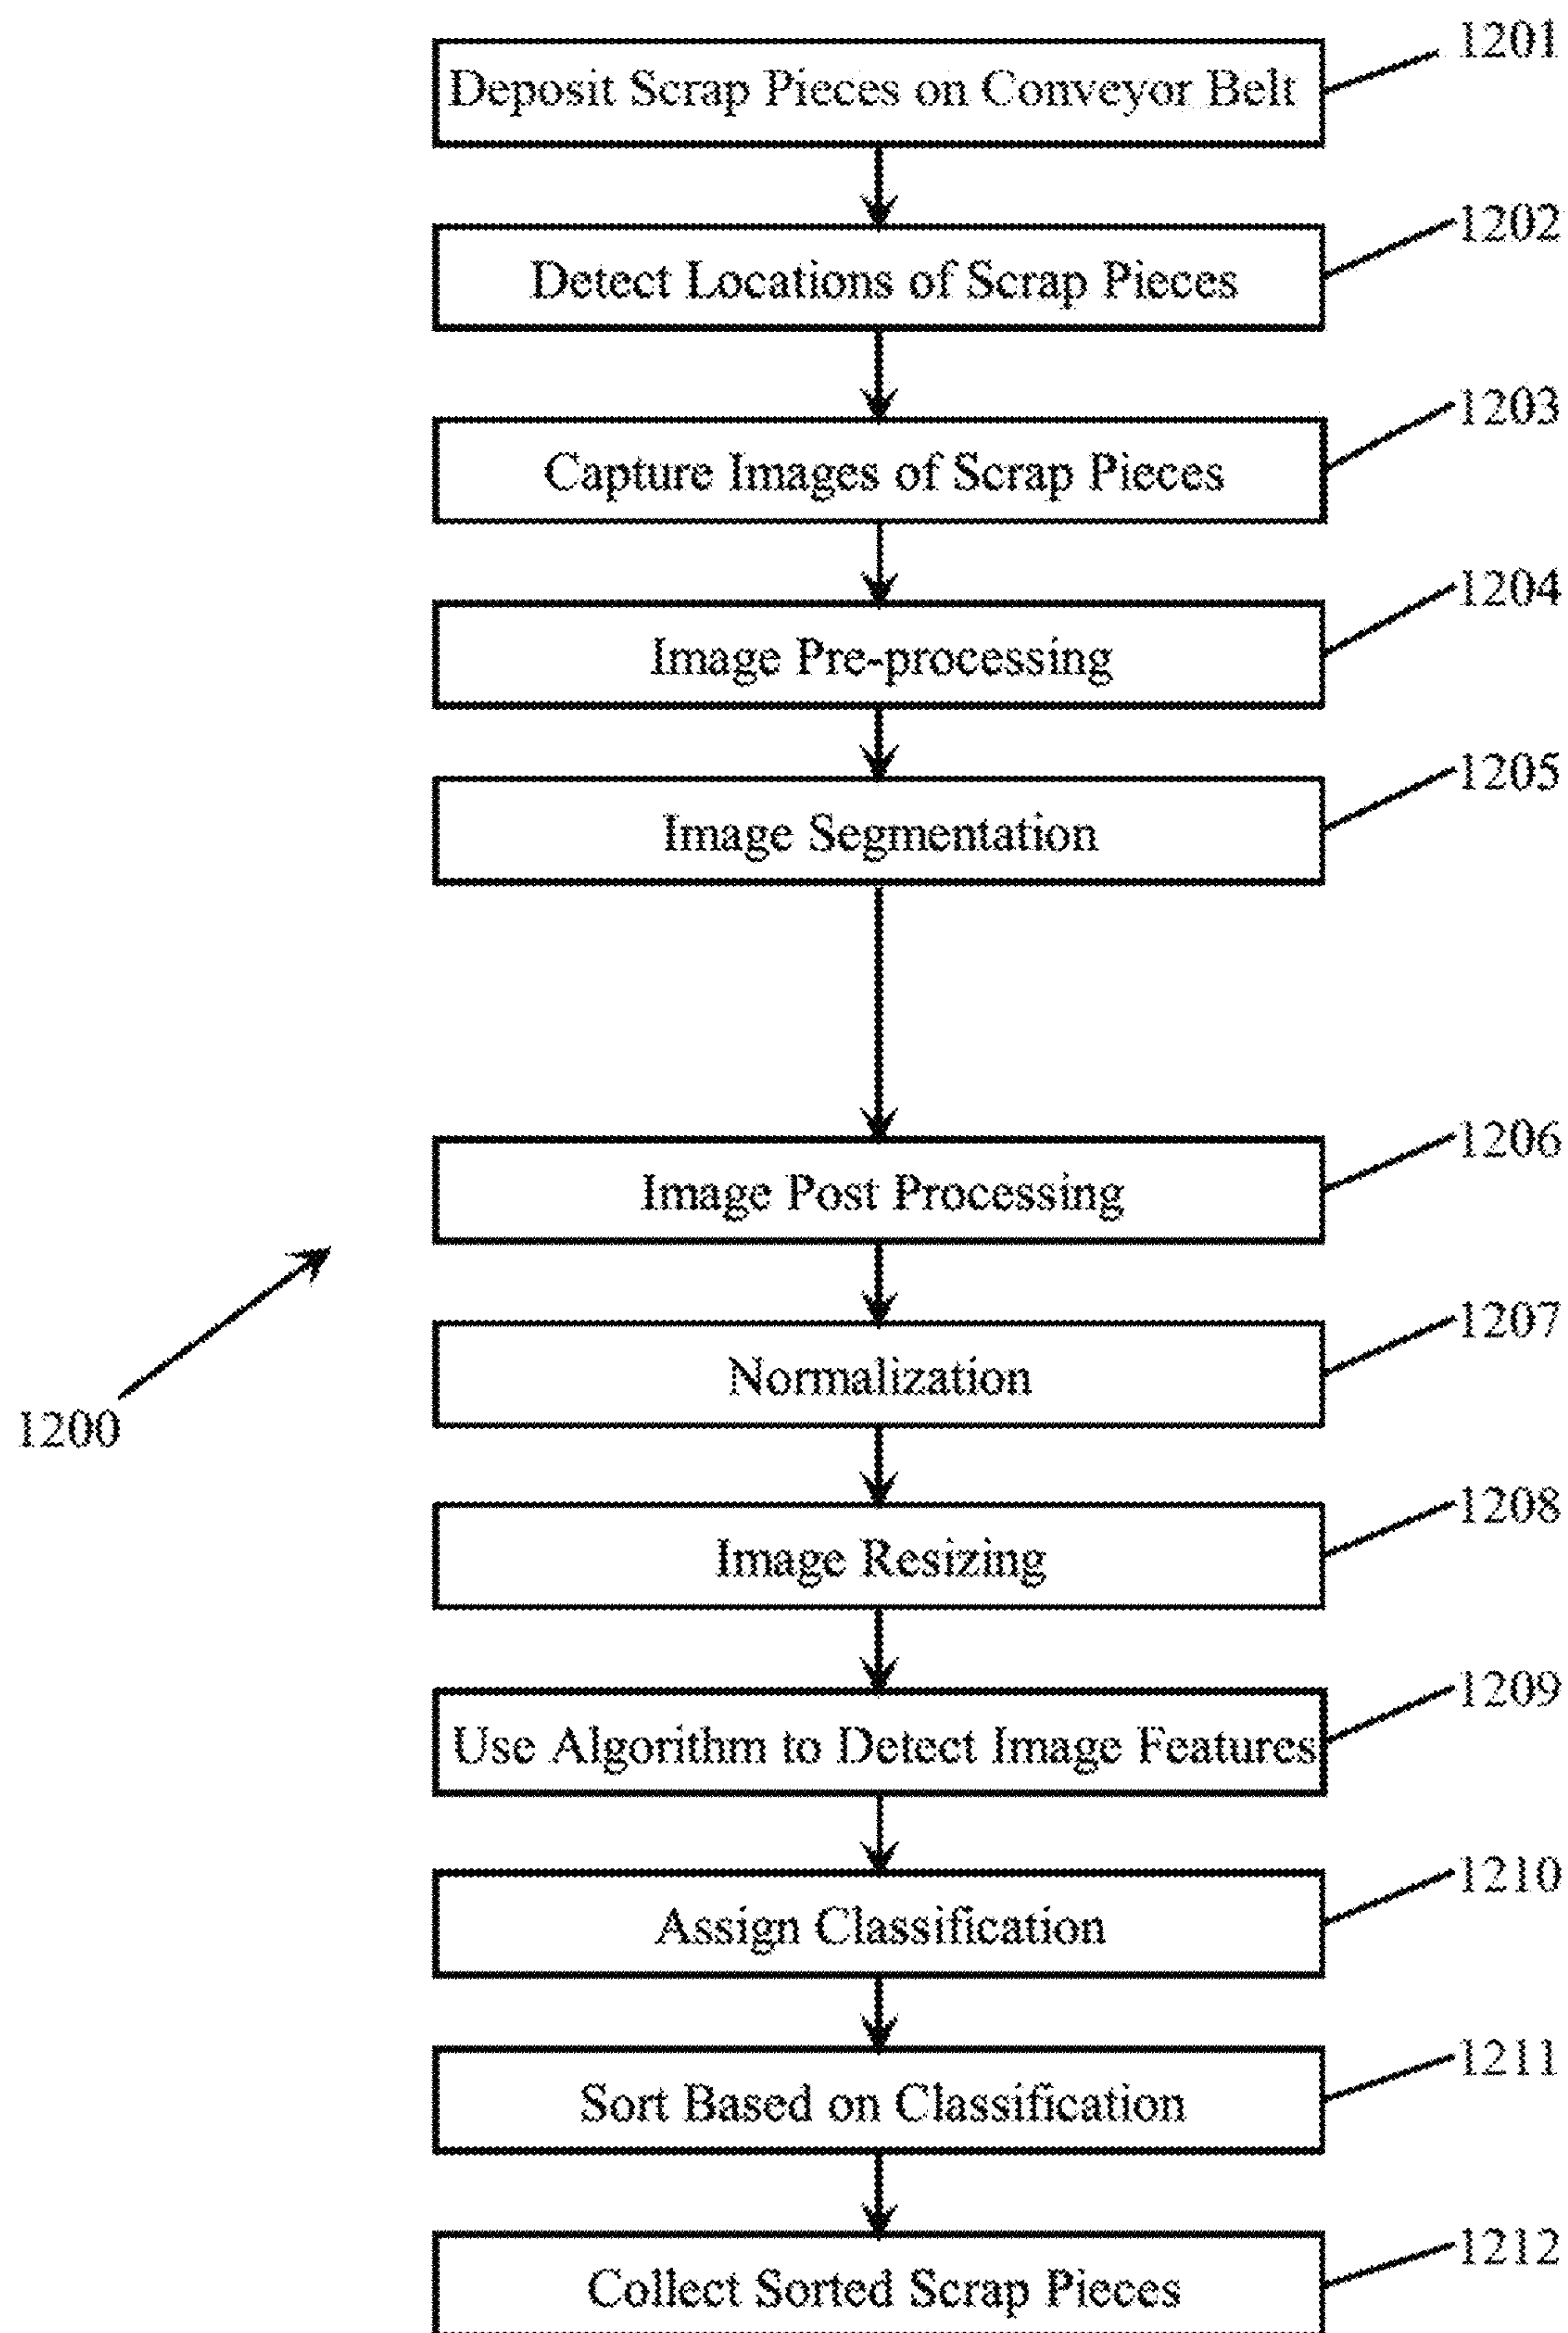 1201
Deposit Scrap Pieces on Conveyor Belt
1202
Detect Locations of Scrap Pieces
1203
Capture Images of Scrap Pieces
1204
Image Pre-processing
1205
Image Segmentation
1206
Image Post Processing
1207
Normalization
1200
1208
Image Resizing
1209
Use Algorithm to Detect Image Features
1210
Assign Classification
1211
Sort Based on Classification
1212
Collect Sorted Scrap Pieces